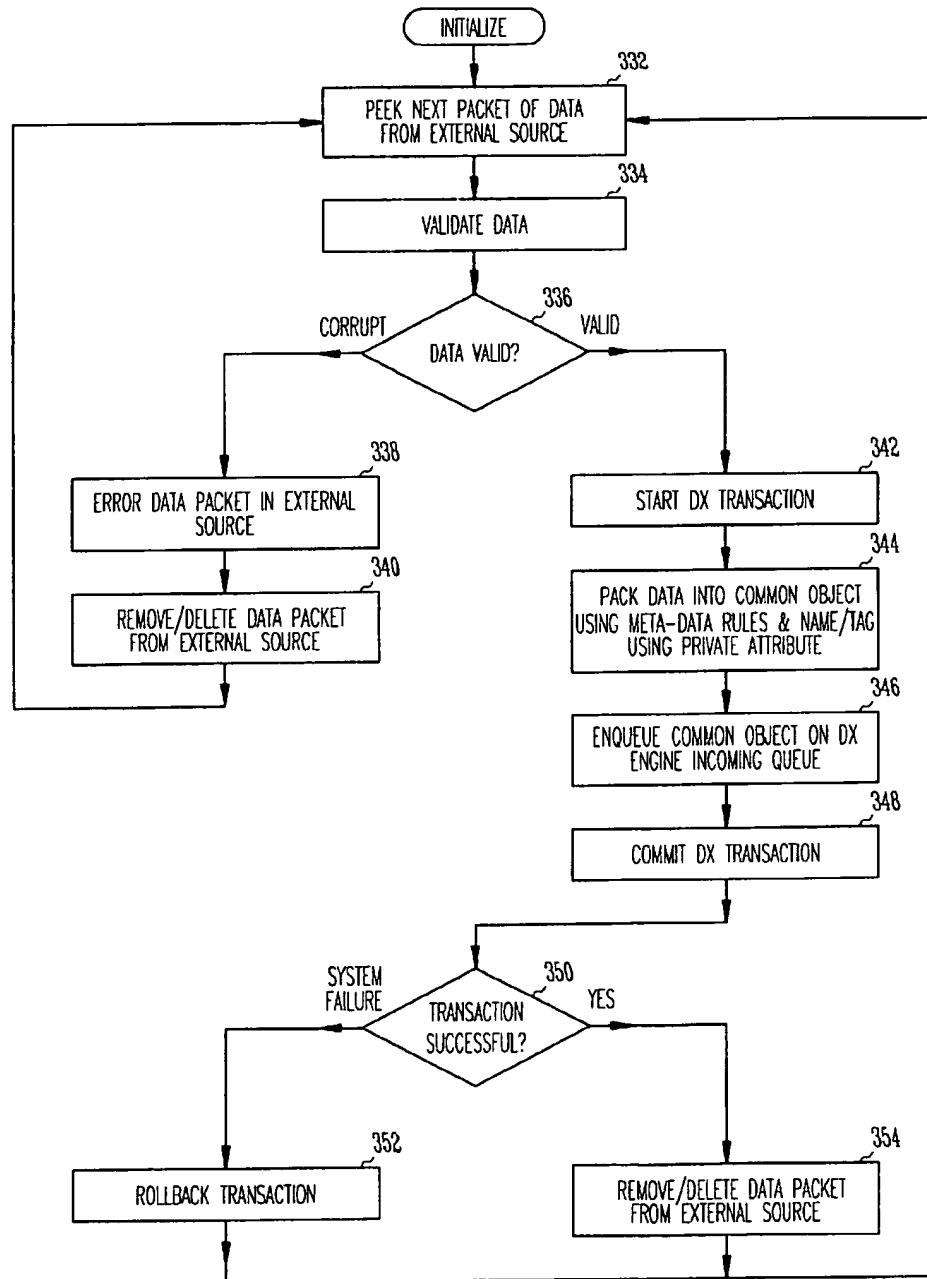 INITIALIZE
332
PEEK NEXT PACKET OF DATA
FROM EXTERNAL SOURCE
334
VALIDATE DATA
336
CORRUPT
VALID
DATA VALID?
338
ERROR DATA PACKET IN EXTERNAL
SOURCE
340
REMOVE/DELETE DATA PACKET
FROM EXTERNAL SOURCE
342
START DX TRANSACTION
344
PACK DATA INTO COMMON OBJECT
USING META-DATA RULES & NAME/TAG
USING PRIVATE ATTRIBUTE
346
ENQUEUE COMMON OBJECT ON DX
ENGINE INCOMING QUEUE
348
COMMIT DX TRANSACTION
350
SYSTEM
FAILURE
YES
TRANSACTION
SUCCESSFUL?
352
ROLLBACK TRANSACTION
354
REMOVE/DELETE DATA PACKET
FROM EXTERNAL SOURCE